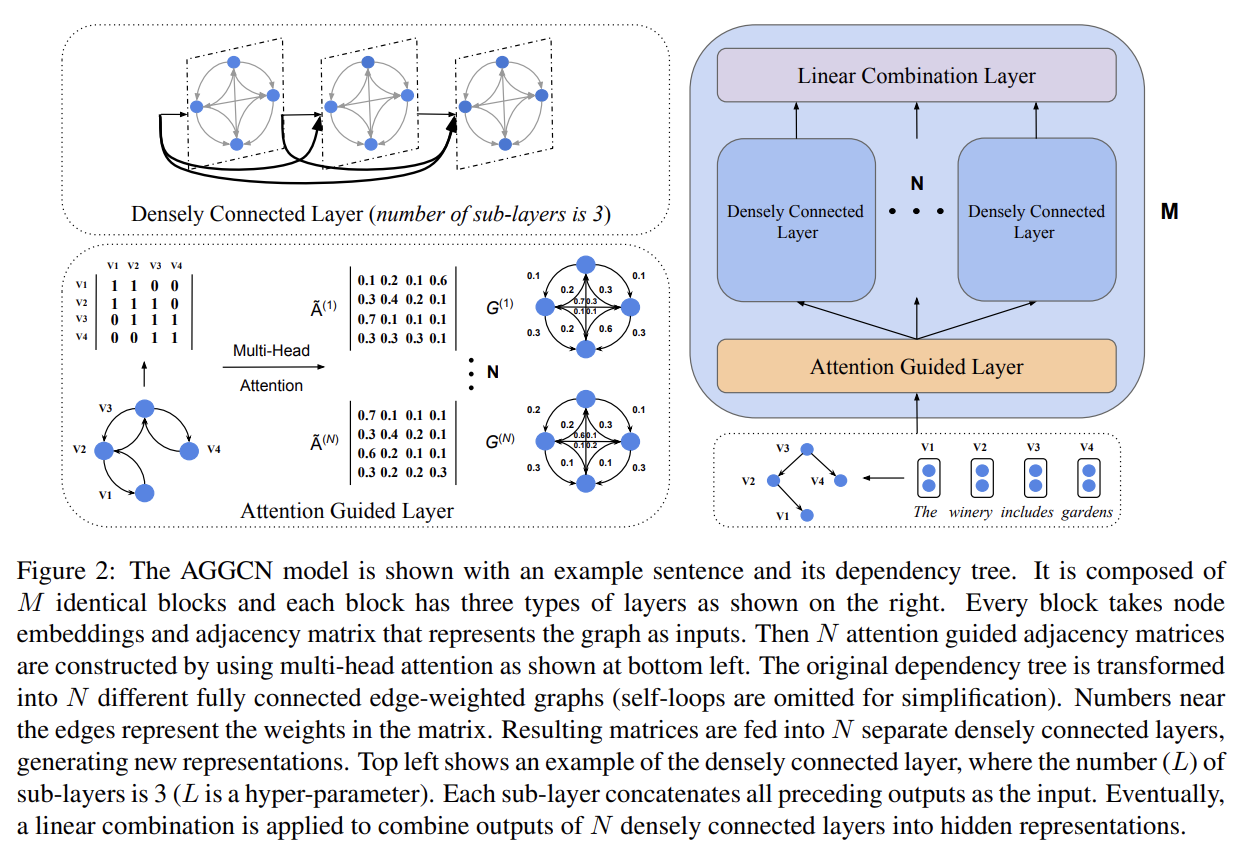 Densely Connected Layer (number of sub-layers is 3)
V1 V2 V3 V4
V1 1 1 0 0
V2 1 1 1 0
V3 0 1 1 1
V4 0 0 1 1
V3
V2
V4
V1
Multi-Head
Attention
Ã(1)
0.1 0.2 0.1 0.6
0.3 0.4 0.2 0.1
0.7 0.1 0.1 0.1
0.3 0.3 0.3 0.1
G(1)
0.1 0.1
0.2 0.3
0.7 0.3
0.1 0.1
0.2 0.6
0.3 0.3
N
Ã(N)
0.7 0.1 0.1 0.1
0.3 0.4 0.2 0.1
0.6 0.2 0.1 0.1
0.3 0.2 0.2 0.3
G(N)
0.2 0.1
0.2 0.3
0.6 0.1
0.1 0.2
0.1 0.1
0.3 0.3
Attention Guided Layer
Linear Combination Layer
Densely Connected
Layer
N
Densely Connected
Layer
M
Attention Guided Layer
V3
V2
V4
V1
V1 V2 V3 V4
The winery includes gardens
Figure 2: The AGGCN model is shown with an example sentence and its dependency tree. It is composed of
M identical blocks and each block has three types of layers as shown on the right. Every block takes node
embeddings and adjacency matrix that represents the graph as inputs. Then N attention guided adjacency matrices
are constructed by using multi-head attention as shown at bottom left. The original dependency tree is transformed
into N different fully connected edge-weighted graphs (self-loops are omitted for simplification). Numbers near
the edges represent the weights in the matrix. Resulting matrices are fed into N separate densely connected layers,
generating new representations. Top left shows an example of the densely connected layer, where the number (L) of
sub-layers is 3 (L is a hyper-parameter). Each sub-layer concatenates all preceding outputs as the input. Eventually,
a linear combination is applied to combine outputs of N densely connected layers into hidden representations.